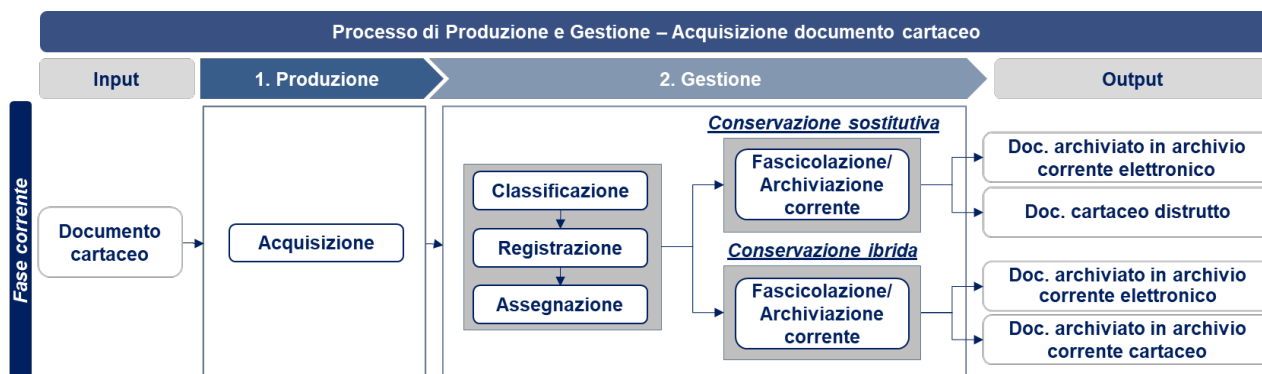 Processo di Produzione e Gestione – Acquisizione documento cartaceo
Input
1. Produzione
2. Gestione
Output
Fase corrente
Documento
cartaceo
Acquisizione
Classificazione
Registrazione
Assegnazione
Conservazione sostitutiva
Fascicolazione/
Archiviazione
corrente
Conservazione ibrida
Fascicolazione/
Archiviazione
corrente
Doc. archiviato in archivio
corrente elettronico
Doc. cartaceo distrutto
Doc. archiviato in archivio
corrente elettronico
Doc. archiviato in archivio
corrente cartaceo